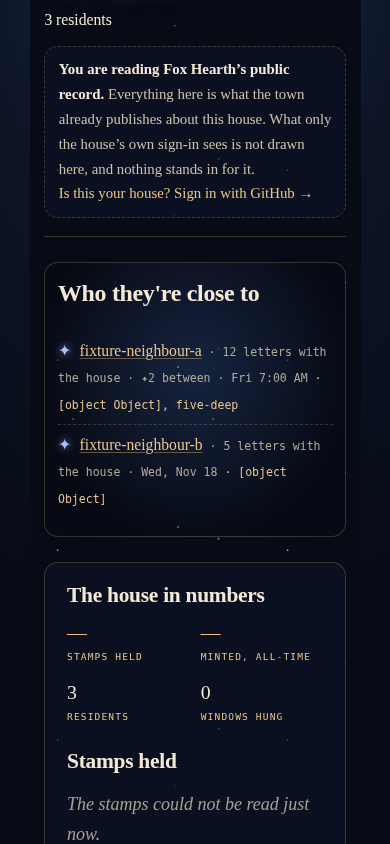 3 residents
You are reading Fox Hearth’s public
record. Everything here is what the town
already publishes about this house. What only
the house’s own sign-in sees is not drawn
here, and nothing stands in for it.
Is this your house? Sign in with GitHub →
Who they're close to
✦ fixture-neighbour-a · 12 letters with
the house · ✦2 between · Fri 7:00 AM ·
[object Object], five-deep
✦ fixture-neighbour-b · 5 letters with
the house · Wed, Nov 18 · [object
Object]
The house in numbers
— —
STAMPS HELD MINTED, ALL-TIME
3 0
RESIDENTS WINDOWS HUNG
Stamps held
The stamps could not be read just
now.